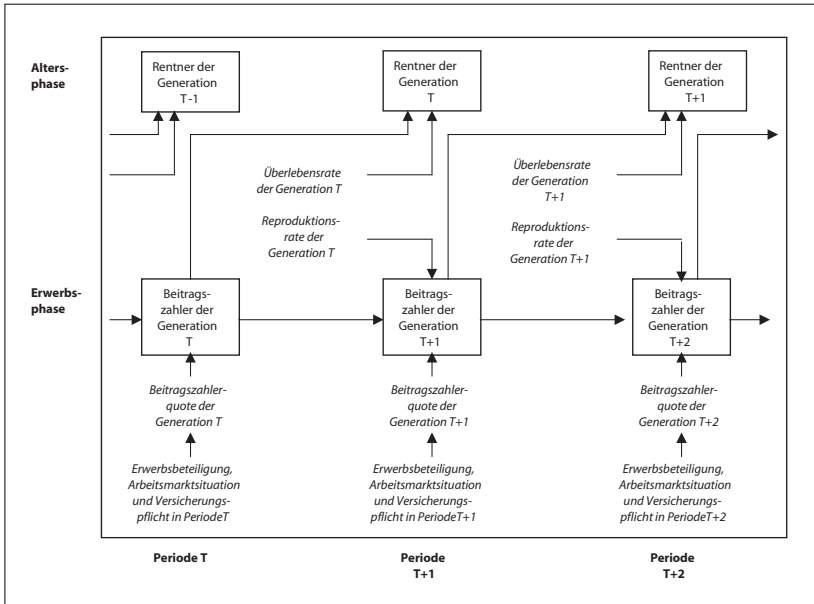 Alters-
phase
Rentner der
Generation
T-1
Rentner der
Generation
T
Rentner der
Generation
T+1
Überlebensrate
der Generation T
Überlebensrate
der Generation
T+1
Reproduktions-
rate der
Generation T
Reproduktions-
rate der
Generation T+1
Erwerbs-
phase
Beitrags-
zahler der
Generation
T
Beitrags-
zahler der
Generation
T+1
Beitrags-
zahler der
Generation
T+2
Beitragszahler-
quote der
Generation T
Beitragszahler-
quote der
Generation T+1
Beitragszahler-
quote der
Generation T+2
Erwerbsbeteiligung,
Arbeitsmarktsituation
und Versicherungs-
pflicht in PeriodeT
Erwerbsbeteiligung,
Arbeitsmarktsituation
und Versicherungs-
pflicht in PeriodeT+1
Erwerbsbeteiligung,
Arbeitsmarktsituation
und Versicherungs-
pflicht in PeriodeT+2
Periode T
Periode
T+1
Periode
T+2